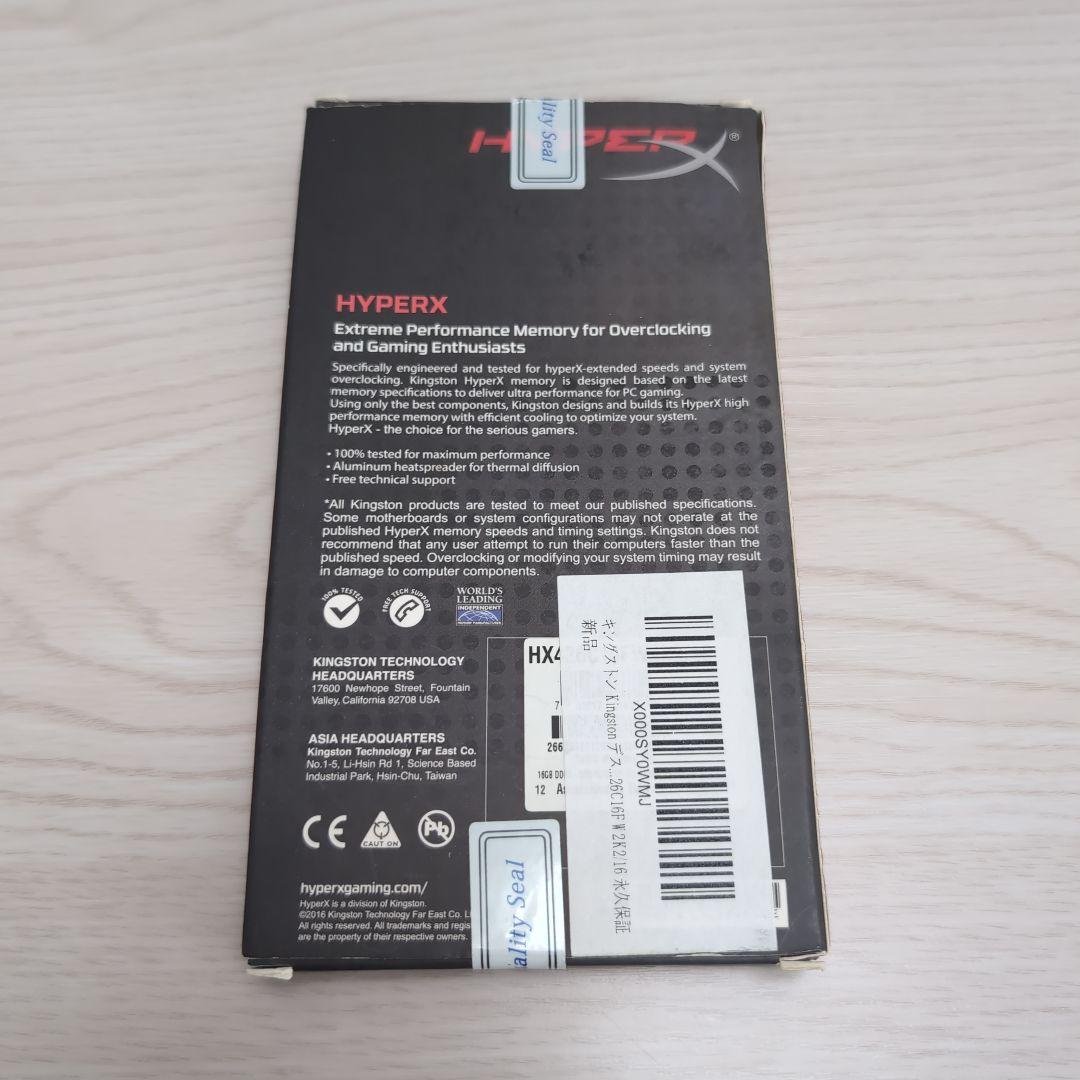 ality Seal
HYPERX®
HYPERX
Extreme Performance Memory for Overclocking
and Gaming Enthusiasts
Specifically engineered and tested for hyperX-extended speeds and system
overclocking. Kingston HyperX memory is designed based on the latest
memory specifications to deliver ultra performance for PC gaming.
Using only the best components, Kingston designs and builds its HyperX high
performance memory with efficient cooling to optimize your system.
HyperX - the choice for the serious gamers.
• 100% tested for maximum performance
• Aluminum heatspreader for thermal diffusion
• Free technical support
*All Kingston products are tested to meet our published specifications.
Some motherboards or system configurations may not operate at the
published HyperX memory speeds and timing settings. Kingston does not
recommend that any user attempt to run their computers faster than the
published speed. Overclocking or modifying your system timing may result
in damage to computer components.
100% TESTED
FREE TECH SUPPORT
WORLD'S
LEADING
INDEPENDENT
MEMORY MANUFACTURER
KINGSTON TECHNOLOGY
HEADQUARTERS
17600 Newhope Street, Fountain
Valley, California 92708 USA
ASIA HEADQUARTERS
Kingston Technology Far East Co.
No.1-5, Li-Hsin Rd 1, Science Based
Industrial Park, Hsin-Chu, Taiwan
HX4
7
266
16GB DD
12 As
X000SY0WMJ
キングストン Kingston デス...26C16FW2K2/16 永久保証
新品
CE
CAUT ON
Pb
hyperxgaming.com/
HyperX is a division of Kingston.
©2016 Kingston Technology Far East Co. L
All rights reserved. All trademarks and regis
are the property of their respective owners.
ality Seal